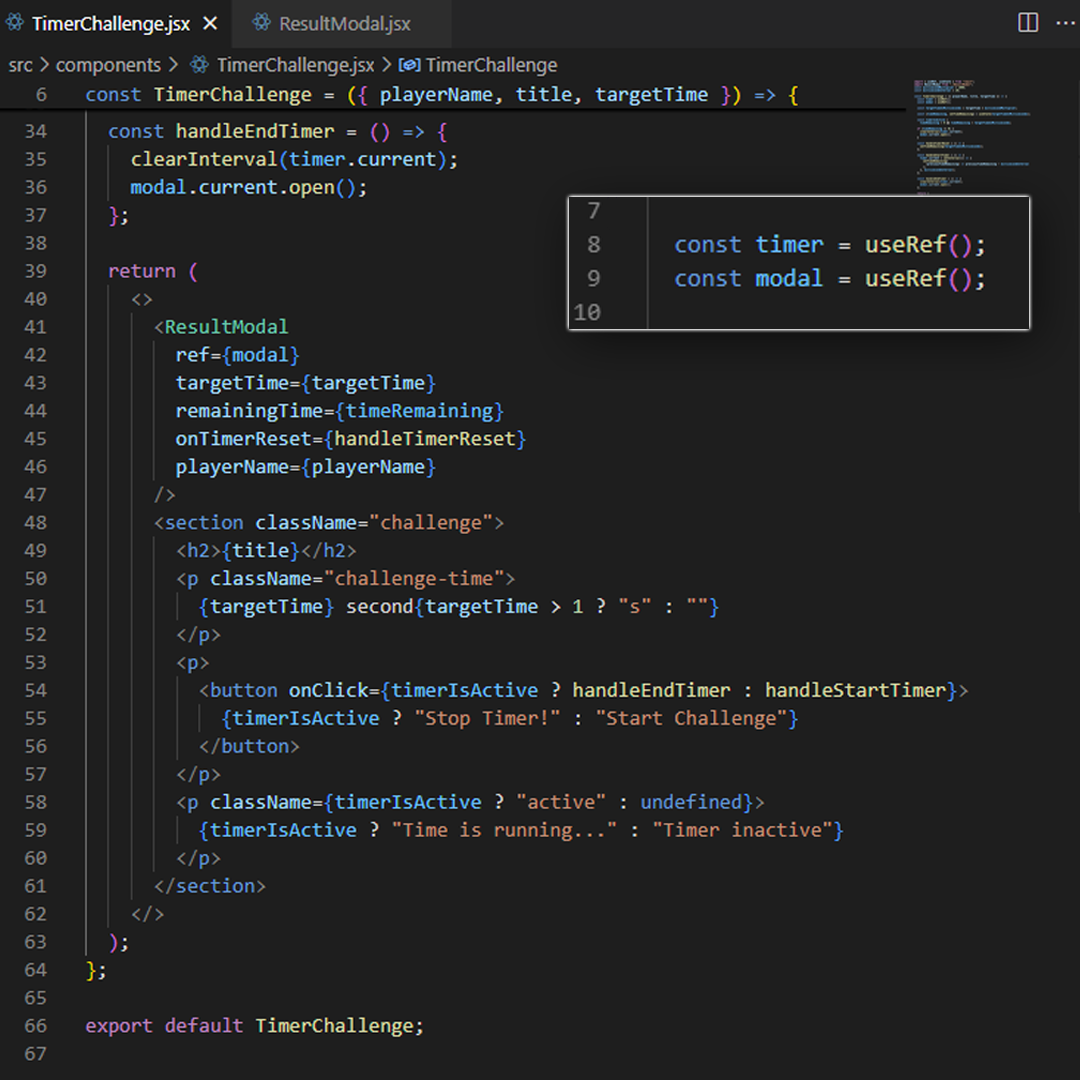 TimerChallenge.jsx
ResultModal.jsx
src > components > TimerChallenge.jsx > TimerChallenge
6 const TimerChallenge = ({ playerName, title, targetTime }) => {
34 const handleEndTimer = () => {
35 clearInterval(timer.current);
36 modal.current.open();
37 };
38
39 return (
40 <>
41 <ResultModal
42 ref={modal}
43 targetTime={targetTime}
44 remainingTime={timeRemaining}
45 onTimerReset={handleTimerReset}
46 playerName={playerName}
47 />
48 <section className="challenge">
49 <h2>{title}</h2>
50 <p className="challenge-time">
51 {targetTime} second{targetTime > 1 ? "s" : ""}
52 </p>
53 <p>
54 <button onClick={timerIsActive ? handleEndTimer : handleStartTimer}>
55 {timerIsActive ? "Stop Timer!" : "Start Challenge"}
56 </button>
57 </p>
58 <p className={timerIsActive ? "active" : undefined}>
59 {timerIsActive ? "Time is running..." : "Timer inactive"}
60 </p>
61 </section>
62 </>
63 );
64 };
65
66 export default TimerChallenge;
67
7
8 const timer = useRef();
9 const modal = useRef();
10